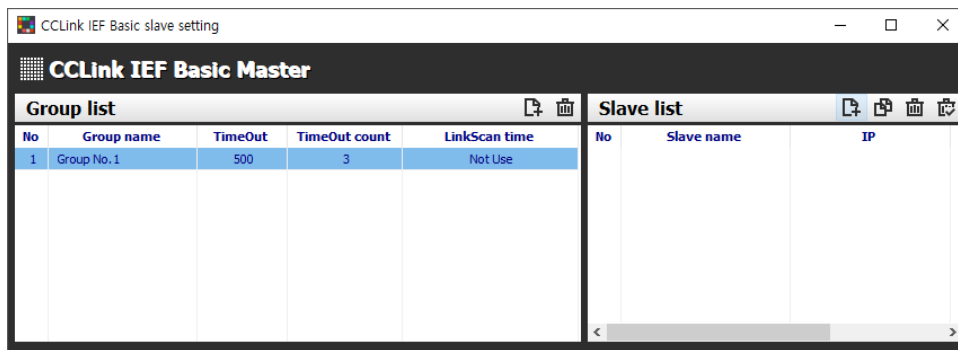 CCLink IEF Basic slave setting
CCLink IEF Basic Master
Group list
No Group name TimeOut TimeOut count LinkScan time
1 Group No.1 500 3 Not Use
Slave list
No Slave name IP